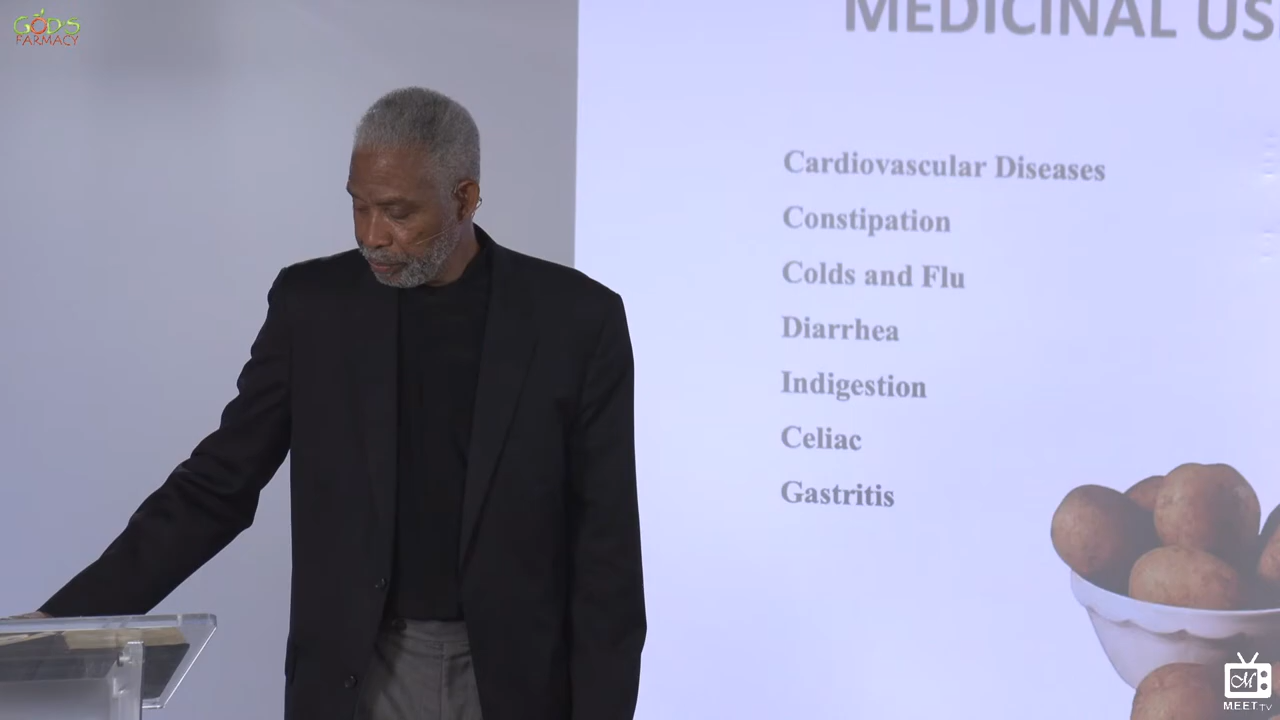 GOD'S
FARMACY
MEDICINAL US
Cardiovascular Diseases
Constipation
Colds and Flu
Diarrhea
Indigestion
Celiac
Gastritis
M
MEET TV